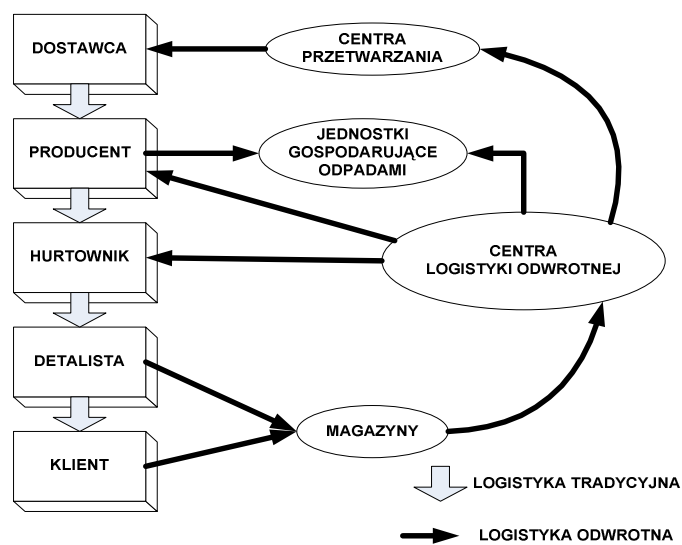 DOSTAWCA
CENTRA
PRZETWARZANIA
PRODUCENT
JEDNOSTKI
GOSPODARUJĄCE
ODPADAMI
HURTOWNIK
CENTRA
LOGISTYKI ODWROTNEJ
DETALISTA
MAGAZYNY
KLIENT
LOGISTYKA TRADYCYJNA
LOGISTYKA ODWROTNA